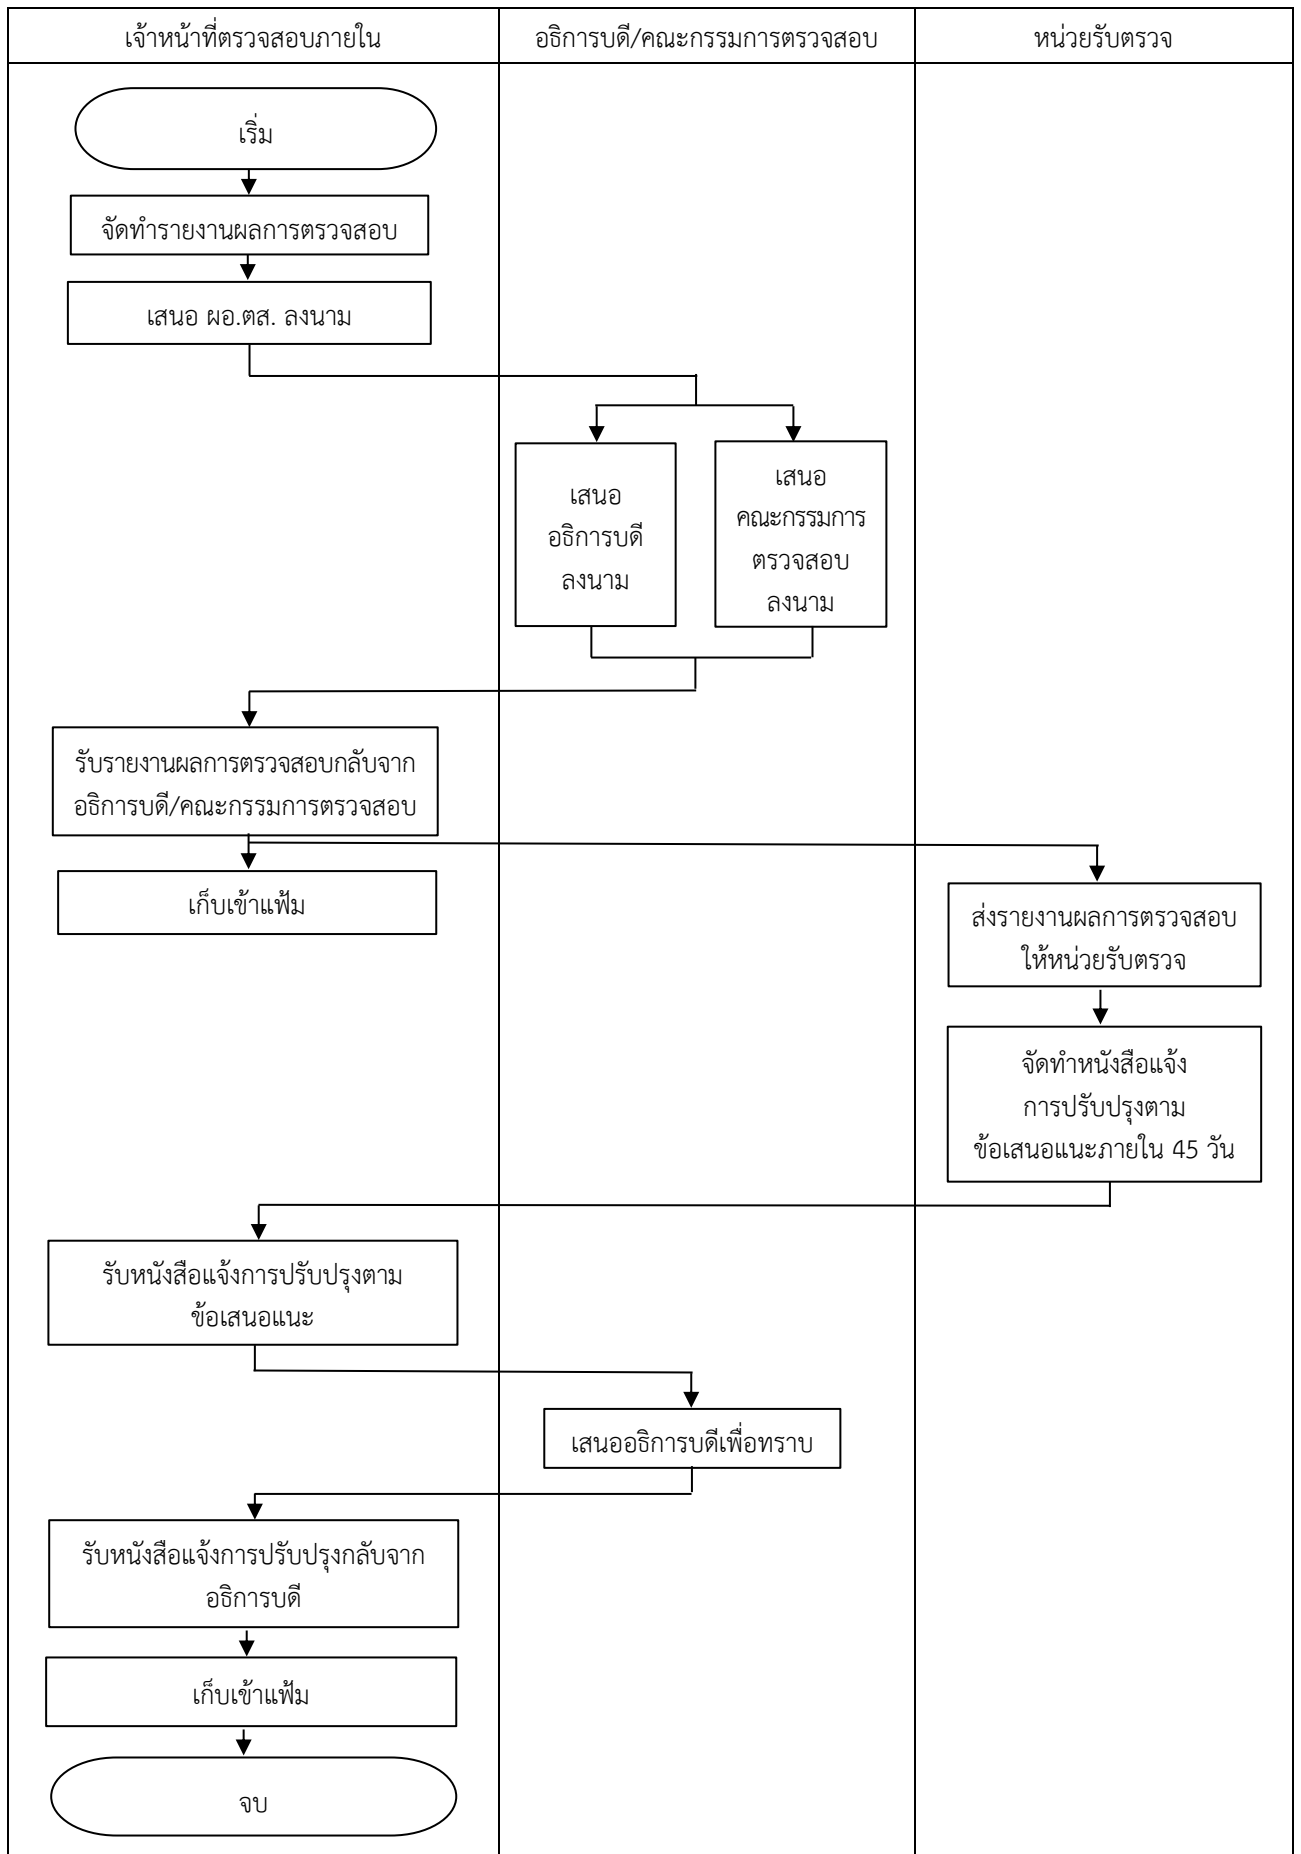 เจ้าหน้าที่ตรวจสอบภายใน
อธิการบดี/คณะกรรมการตรวจสอบ
หน่วยรับตรวจ
เริ่ม
จัดทำรายงานผลการตรวจสอบ
เสนอ ผอ.ตส. ลงนาม
เสนอ
อธิการบดี
ลงนาม
เสนอ
คณะกรรมการ
ตรวจสอบ
ลงนาม
รับรายงานผลการตรวจสอบกลับจาก
อธิการบดี/คณะกรรมการตรวจสอบ
เก็บเข้าแฟ้ม
ส่งรายงานผลการตรวจสอบ
ให้หน่วยรับตรวจ
จัดทำหนังสือแจ้ง
การปรับปรุงตาม
ข้อเสนอแนะภายใน 45 วัน
รับหนังสือแจ้งการปรับปรุงตาม
ข้อเสนอแนะ
เสนออธิการบดีเพื่อทราบ
รับหนังสือแจ้งการปรับปรุงกลับจาก
อธิการบดี
เก็บเข้าแฟ้ม
จบ